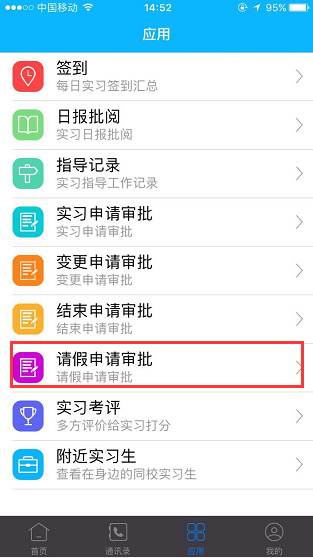 中国移动 14:52 95%
应用
签到
每日实习签到汇总
日报批阅
实习日报批阅
指导记录
实习指导工作记录
实习申请审批
实习申请审批
变更申请审批
变更申请审批
结束申请审批
结束申请审批
请假申请审批
请假申请审批
实习考评
多方评价给实习打分
附近实习生
查看在身边的同校实习生
首页 通讯录 应用 我的